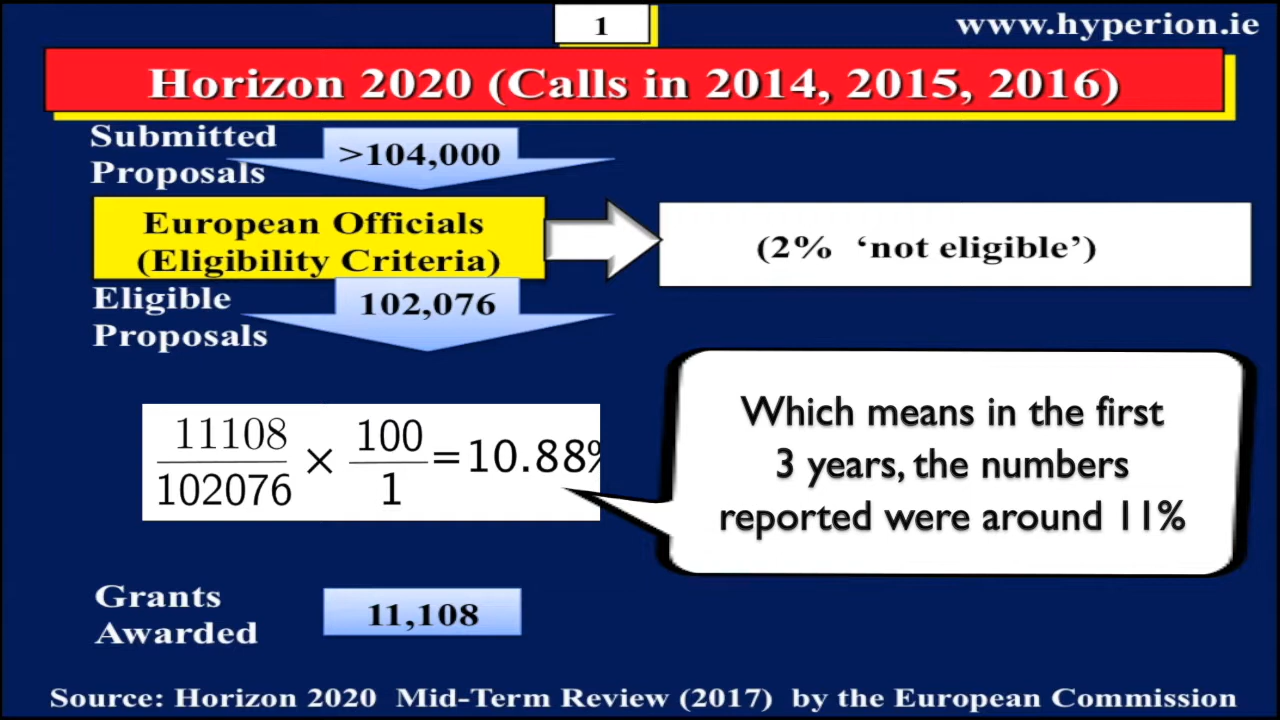 1
www.hyperion.ie
Horizon 2020 (Calls in 2014, 2015, 2016)
Submitted
Proposals
>104,000
European Officials
(Eligibility Criteria)
(2% ‘not eligible’)
Eligible
Proposals
102,076
11108/102076 × 100/1 = 10.88%
Which means in the first
3 years, the numbers
reported were around 11%
Grants
Awarded
11,108
Source: Horizon 2020 Mid-Term Review (2017) by the European Commission